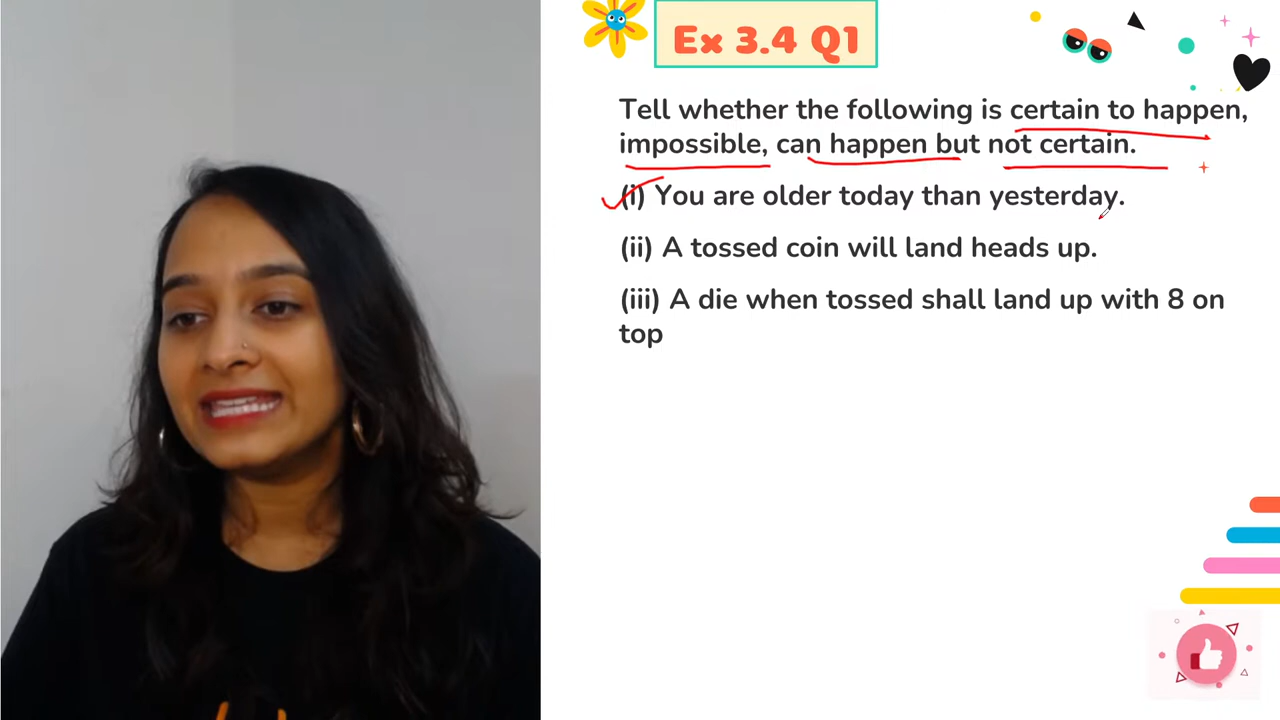 Ex 3.4 Q1
Tell whether the following is certain to happen,
impossible, can happen but not certain.
(i) You are older today than yesterday.
(ii) A tossed coin will land heads up.
(iii) A die when tossed shall land up with 8 on
top